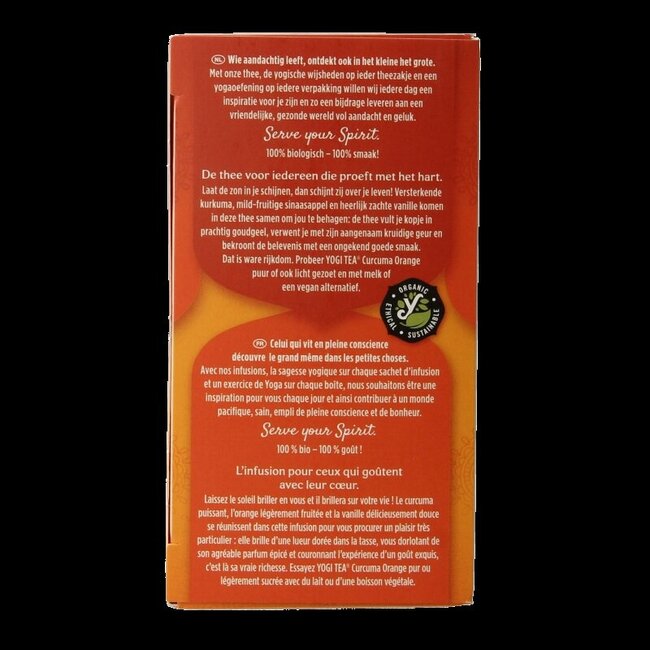 NL Wie aandachtig leeft, ontdekt ook in het kleine het grote.
Met onze thee, de yogische wijsheden op ieder theezakje en een
yogaoefening op iedere verpakking willen wij iedere dag een
inspiratie voor je zijn en zo een bijdrage leveren aan een
vriendelijke, gezonde wereld vol aandacht en geluk.
Serve your Spirit.
100% biologisch – 100% smaak!
De thee voor iedereen die proeft met het hart.
Laat de zon in je schijnen, dan schijnt zij over je leven! Versterkende
kurkuma, mild-fruitige sinaasappel en heerlijk zachte vanille komen
in deze thee samen om jou te behagen: de thee vult je kopje in
prachtig goudgeel, verwent je met zijn aangenaam kruidige geur en
bekroont de belevenis met een ongekend goede smaak.
Dat is ware rijkdom. Probeer YOGI TEA® Curcuma Orange
puur of ook licht gezoet en met melk of
een vegan alternatief.
ORGANIC
ETHICAL • SUSTAINABLE
FR Celui qui vit en pleine conscience
découvre le grand même dans les petites choses.
Avec nos infusions, la sagesse yogique sur chaque sachet d'infusion
et un exercice de Yoga sur chaque boîte, nous souhaitons être une
inspiration pour vous chaque jour et ainsi contribuer à un monde
pacifique, sain, empli de pleine conscience et de bonheur.
Serve your Spirit.
100 % bio – 100 % goût !
L'infusion pour ceux qui goûtent
avec leur cœur.
Laissez le soleil briller en vous et il brillera sur votre vie ! Le curcuma
puissant, l'orange légèrement fruitée et la vanille délicieusement douce
se réunissent dans cette infusion pour vous procurer un plaisir très
particulier : elle brille d'une lueur dorée dans la tasse, vous dorlotant de
son agréable parfum épicé et couronnant l'expérience d'un goût exquis,
c'est là sa vraie richesse. Essayez YOGI TEA® Curcuma Orange pur ou
légèrement sucrée avec du lait ou d'une boisson végétale.